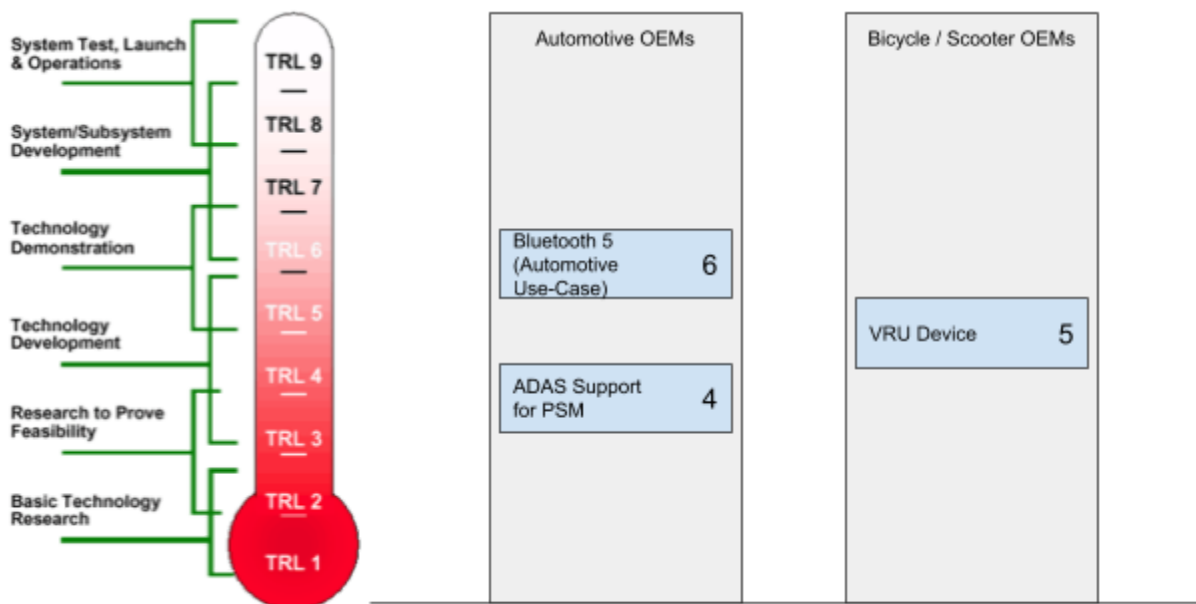 System Test, Launch
& Operations
System/Subsystem
Development
Technology
Demonstration
Technology
Development
Research to Prove
Feasibility
Basic Technology
Research
TRL 9
TRL 8
TRL 7
TRL 6
TRL 5
TRL 4
TRL 3
TRL 2
TRL 1
Automotive OEMs
Bluetooth 5
(Automotive
Use-Case)
6
ADAS Support
for PSM
4
Bicycle / Scooter OEMs
VRU Device
5